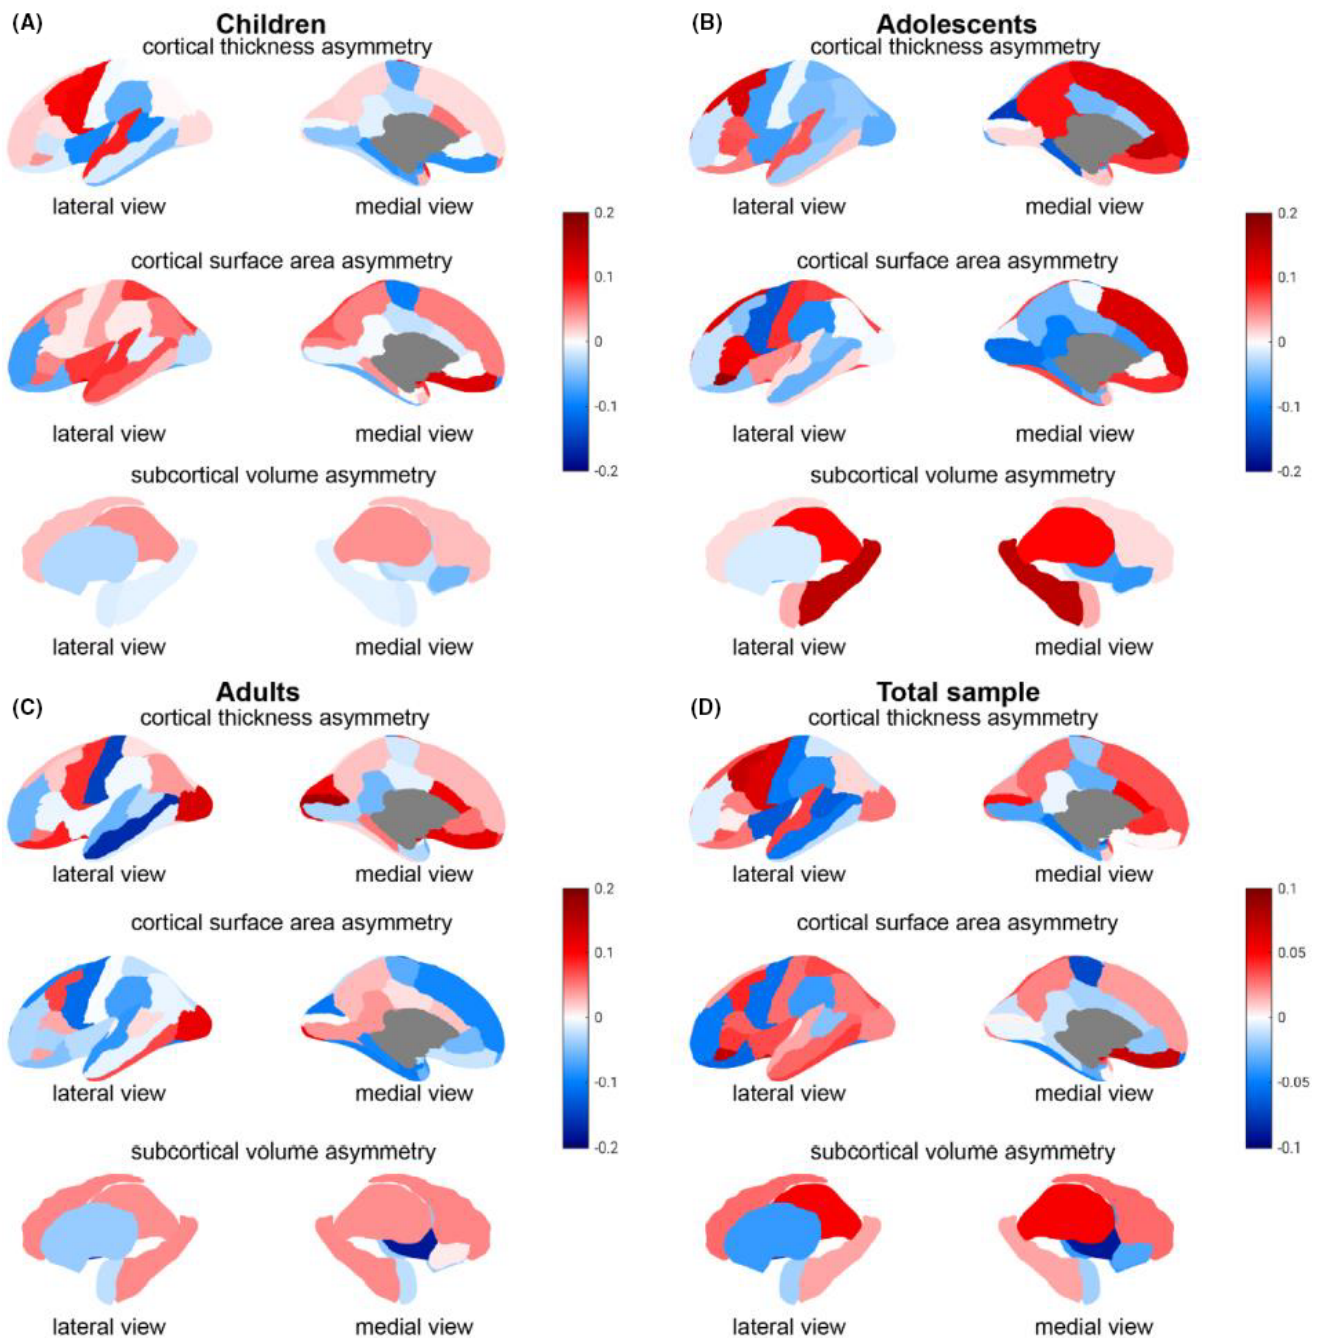 (A) Children
cortical thickness asymmetry
lateral view
medial view
0.2
0.1
0
-0.1
-0.2
cortical surface area asymmetry
lateral view
medial view
subcortical volume asymmetry
lateral view
medial view
(B) Adolescents
cortical thickness asymmetry
lateral view
medial view
0.2
0.1
0
-0.1
-0.2
cortical surface area asymmetry
lateral view
medial view
subcortical volume asymmetry
lateral view
medial view
(C) Adults
cortical thickness asymmetry
lateral view
medial view
0.2
0.1
0
-0.1
-0.2
cortical surface area asymmetry
lateral view
medial view
subcortical volume asymmetry
lateral view
medial view
(D) Total sample
cortical thickness asymmetry
lateral view
medial view
0.1
0.05
0
-0.05
-0.1
cortical surface area asymmetry
lateral view
medial view
subcortical volume asymmetry
lateral view
medial view